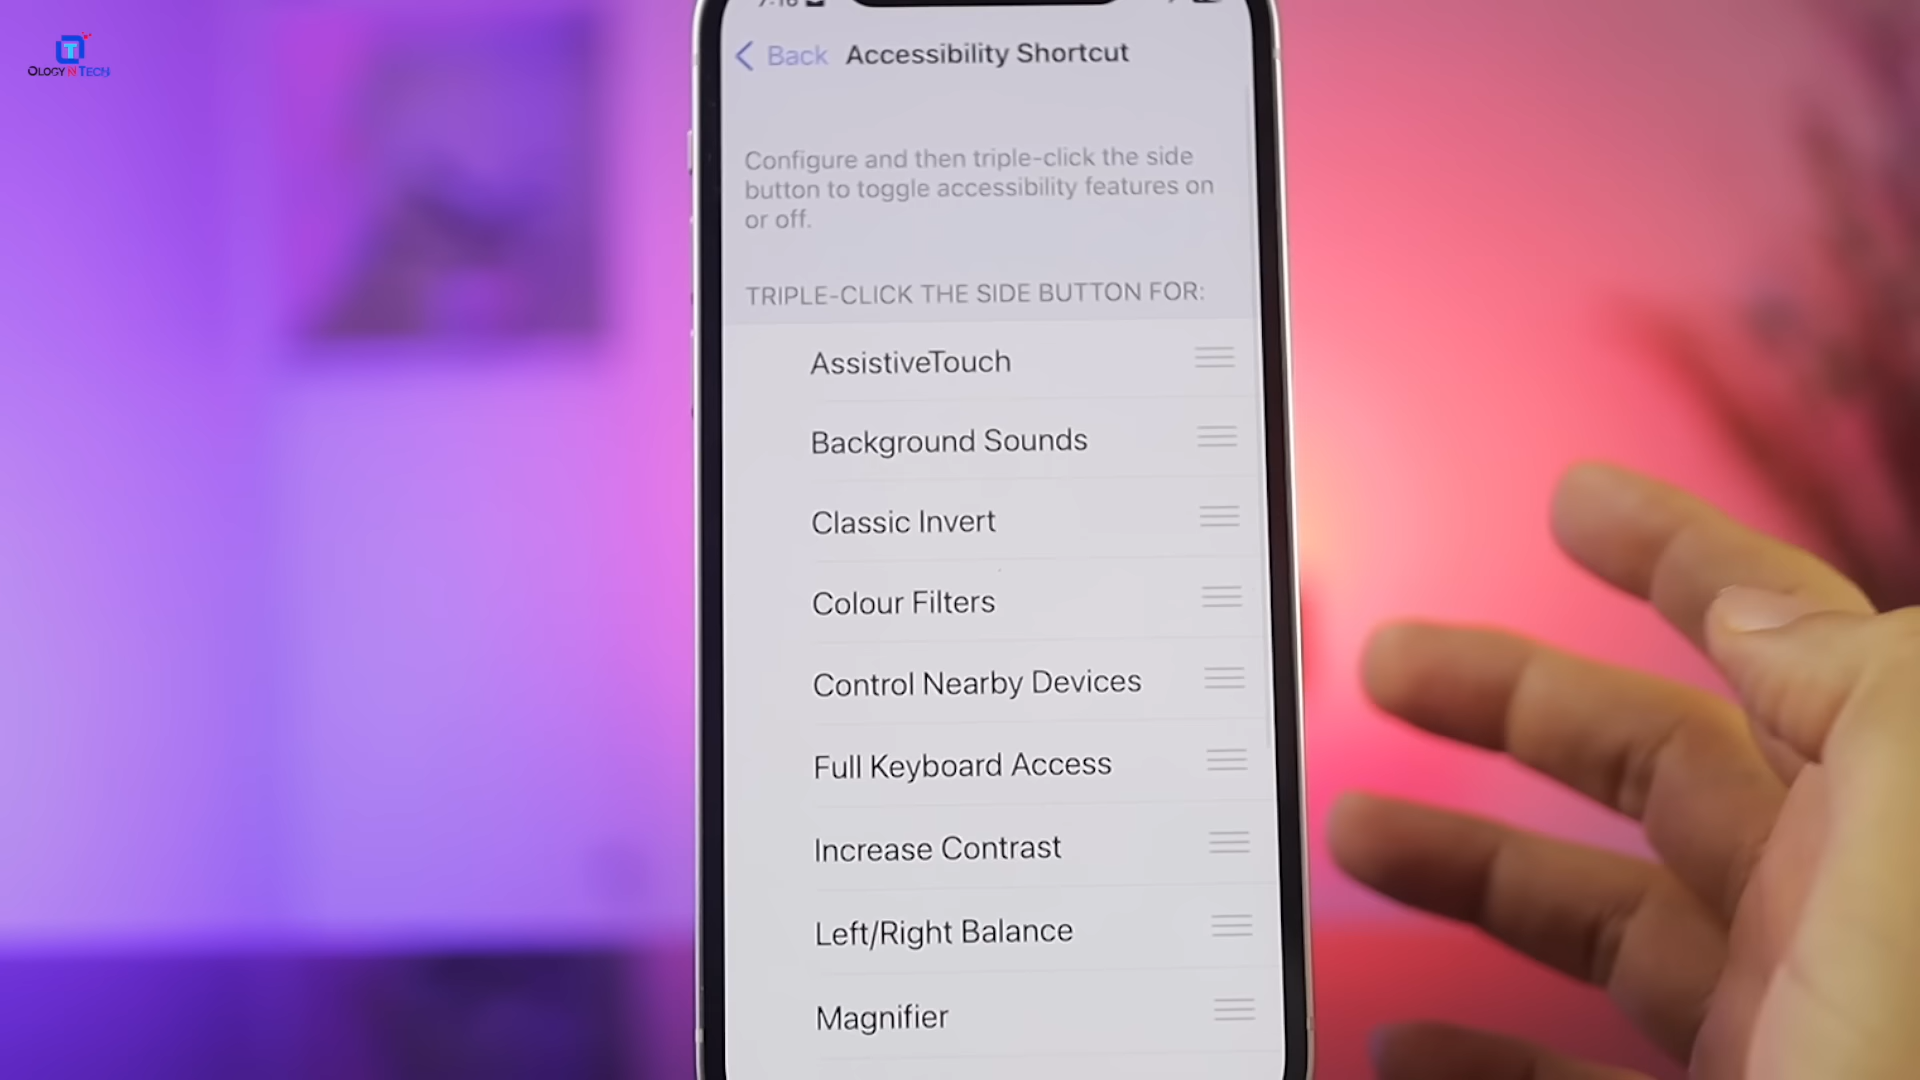 OLOGY N TECH
Back
Accessibility Shortcut
Configure and then triple-click the side
button to toggle accessibility features on
or off.
TRIPLE-CLICK THE SIDE BUTTON FOR:
AssistiveTouch
Background Sounds
Classic Invert
Colour Filters
Control Nearby Devices
Full Keyboard Access
Increase Contrast
Left/Right Balance
Magnifier